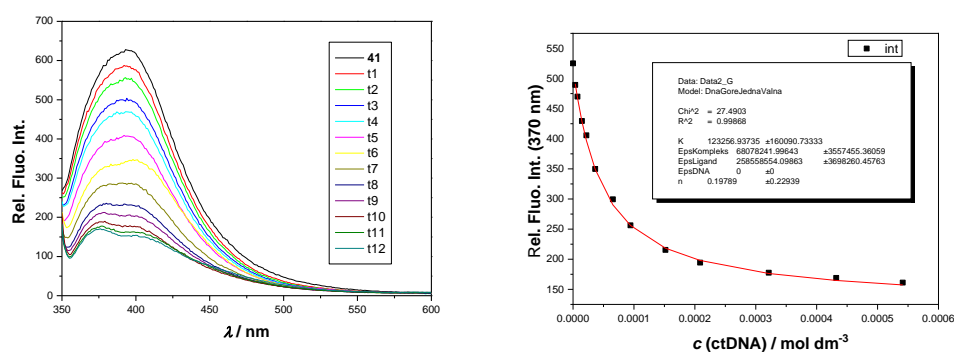 700
600
500
400
300
200
100
0
350 400 450 500 550 600
Rel. Fluo. Int.
λ / nm
41
t1
t2
t3
t4
t5
t6
t7
t8
t9
t10
t11
t12
550
500
450
400
350
300
250
200
150
0.0000 0.0001 0.0002 0.0003 0.0004 0.0005 0.0006
Rel. Fluo. Int. (370 nm)
c (ctDNA) / mol dm-3
int
Data: Data2_G
Model: DnaGoreJednaValna
Chi^2 = 27.4903
R^2 = 0.99868
K 123256.93735 ±160090.73333
EpsKompleks 68078241.99643 ±3557455.36059
EpsLigand 258558554.09863 ±3698260.45763
EpsDNA 0 ±0
n 0.19789 ±0.22939